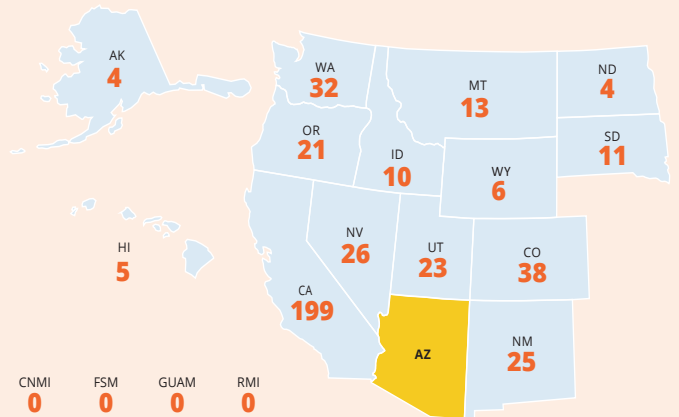 AK
4
WA
32
MT
13
ND
4
OR
21
ID
10
SD
11
WY
6
HI
5
NV
26
UT
23
CO
38
CA
199
AZ
NM
25
CNMI FSM GUAM RMI
0 0 0 0